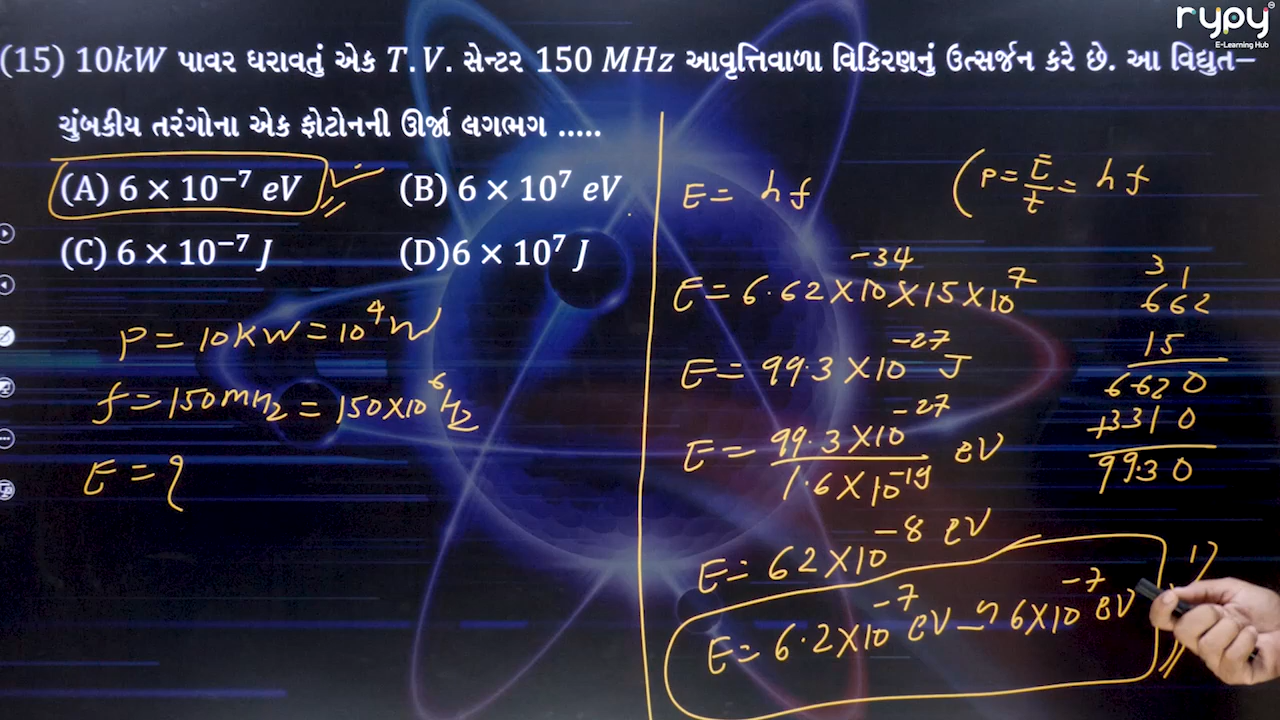 rypy
E-Learning Hub
(15) 10kW પાવર ધરાવતું એક T.V. સેન્ટર 150 MHz આવૃત્તિવાળા વિકિરણનું ઉત્સર્જન કરે છે. આ વિદ્યુત−
ચુંબકીય તરંગોના એક ફોટોનની ઊર્જા લગભગ .....
(A) 6 × 10⁻⁷ eV (B) 6 × 10⁷ eV
(C) 6 × 10⁻⁷ J (D)6 × 10⁷ J
P = 10KW = 10⁴ W
f = 150MHz = 150×10⁶ Hz
E = ?
E = hf (P = E/t = hf
E = 6.62×10⁻³⁴×15×10⁷
E = 99.3×10⁻²⁷ J
E = 99.3×10⁻²⁷ / 1.6×10⁻¹⁹ eV
E = 62×10⁻⁸ eV
E = 6.2×10⁻⁷ eV → 6×10⁻⁷ eV
3 1
662
15
6620
+3310
99.30